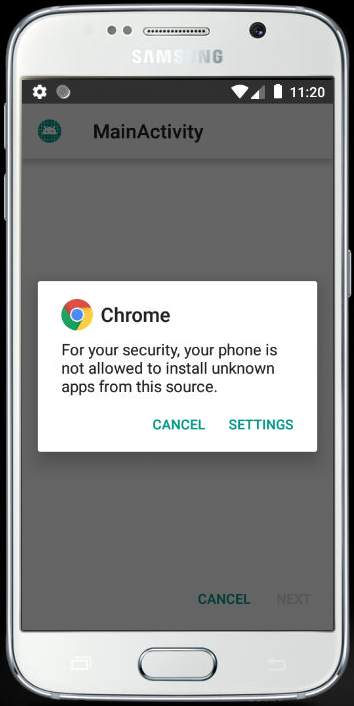 SAMSUNG
11:20
MainActivity
Chrome
For your security, your phone is
not allowed to install unknown
apps from this source.
CANCEL SETTINGS
CANCEL NEXT